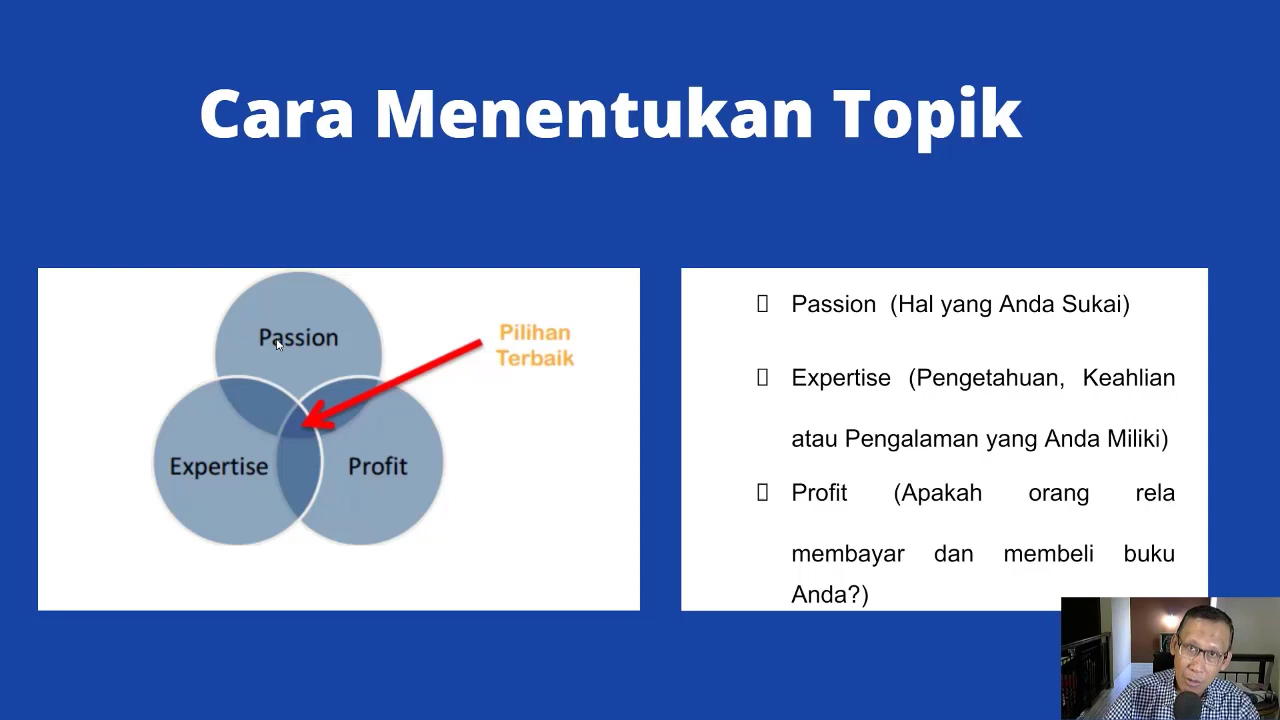 Cara Menentukan Topik
Passion
Expertise
Profit
Pilihan
Terbaik
Passion (Hal yang Anda Sukai)
Expertise (Pengetahuan, Keahlian
atau Pengalaman yang Anda Miliki)
Profit (Apakah orang rela
membayar dan membeli buku
Anda?)